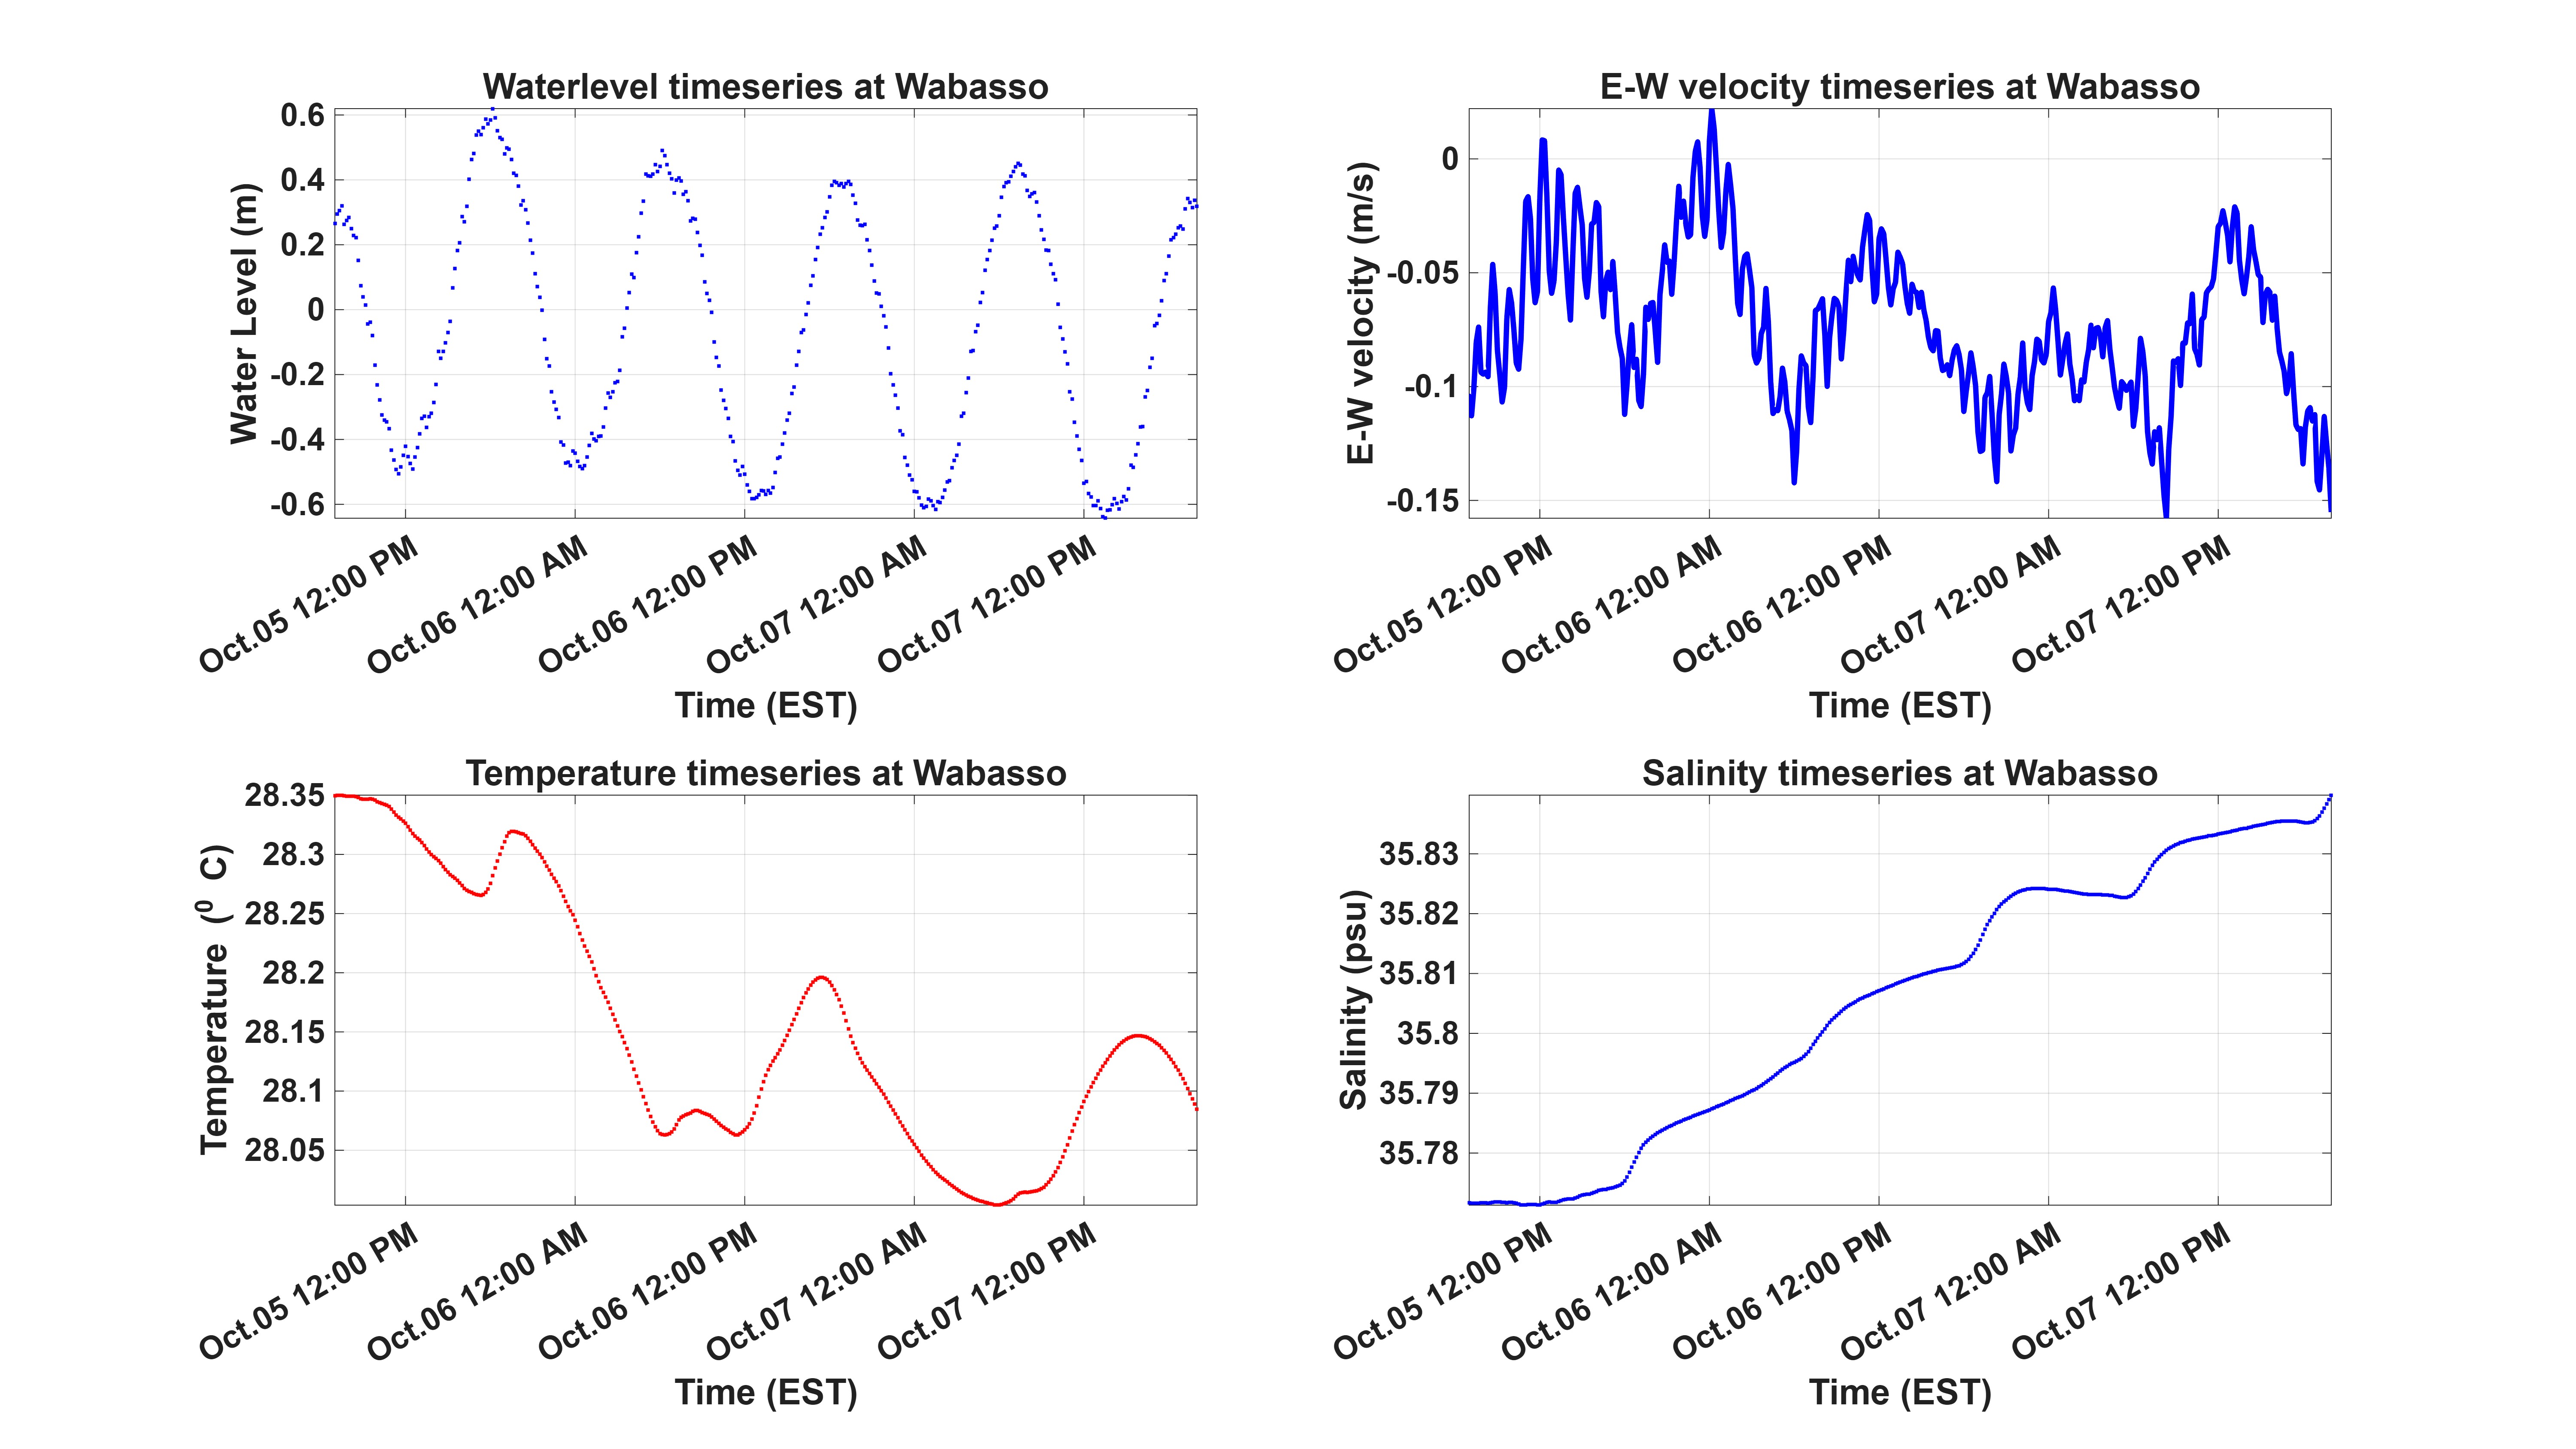 Waterlevel timeseries at Wabasso
Water Level (m)
0.6
0.4
0.2
0
-0.2
-0.4
-0.6
Oct.05 12:00 PM
Oct.06 12:00 AM
Oct.06 12:00 PM
Oct.07 12:00 AM
Oct.07 12:00 PM
Time (EST)
E-W velocity timeseries at Wabasso
E-W velocity (m/s)
0
-0.05
-0.1
-0.15
Oct.05 12:00 PM
Oct.06 12:00 AM
Oct.06 12:00 PM
Oct.07 12:00 AM
Oct.07 12:00 PM
Time (EST)
Temperature timeseries at Wabasso
Temperature (⁰ C)
28.35
28.3
28.25
28.2
28.15
28.1
28.05
Oct.05 12:00 PM
Oct.06 12:00 AM
Oct.06 12:00 PM
Oct.07 12:00 AM
Oct.07 12:00 PM
Time (EST)
Salinity timeseries at Wabasso
Salinity (psu)
35.83
35.82
35.81
35.8
35.79
35.78
Oct.05 12:00 PM
Oct.06 12:00 AM
Oct.06 12:00 PM
Oct.07 12:00 AM
Oct.07 12:00 PM
Time (EST)